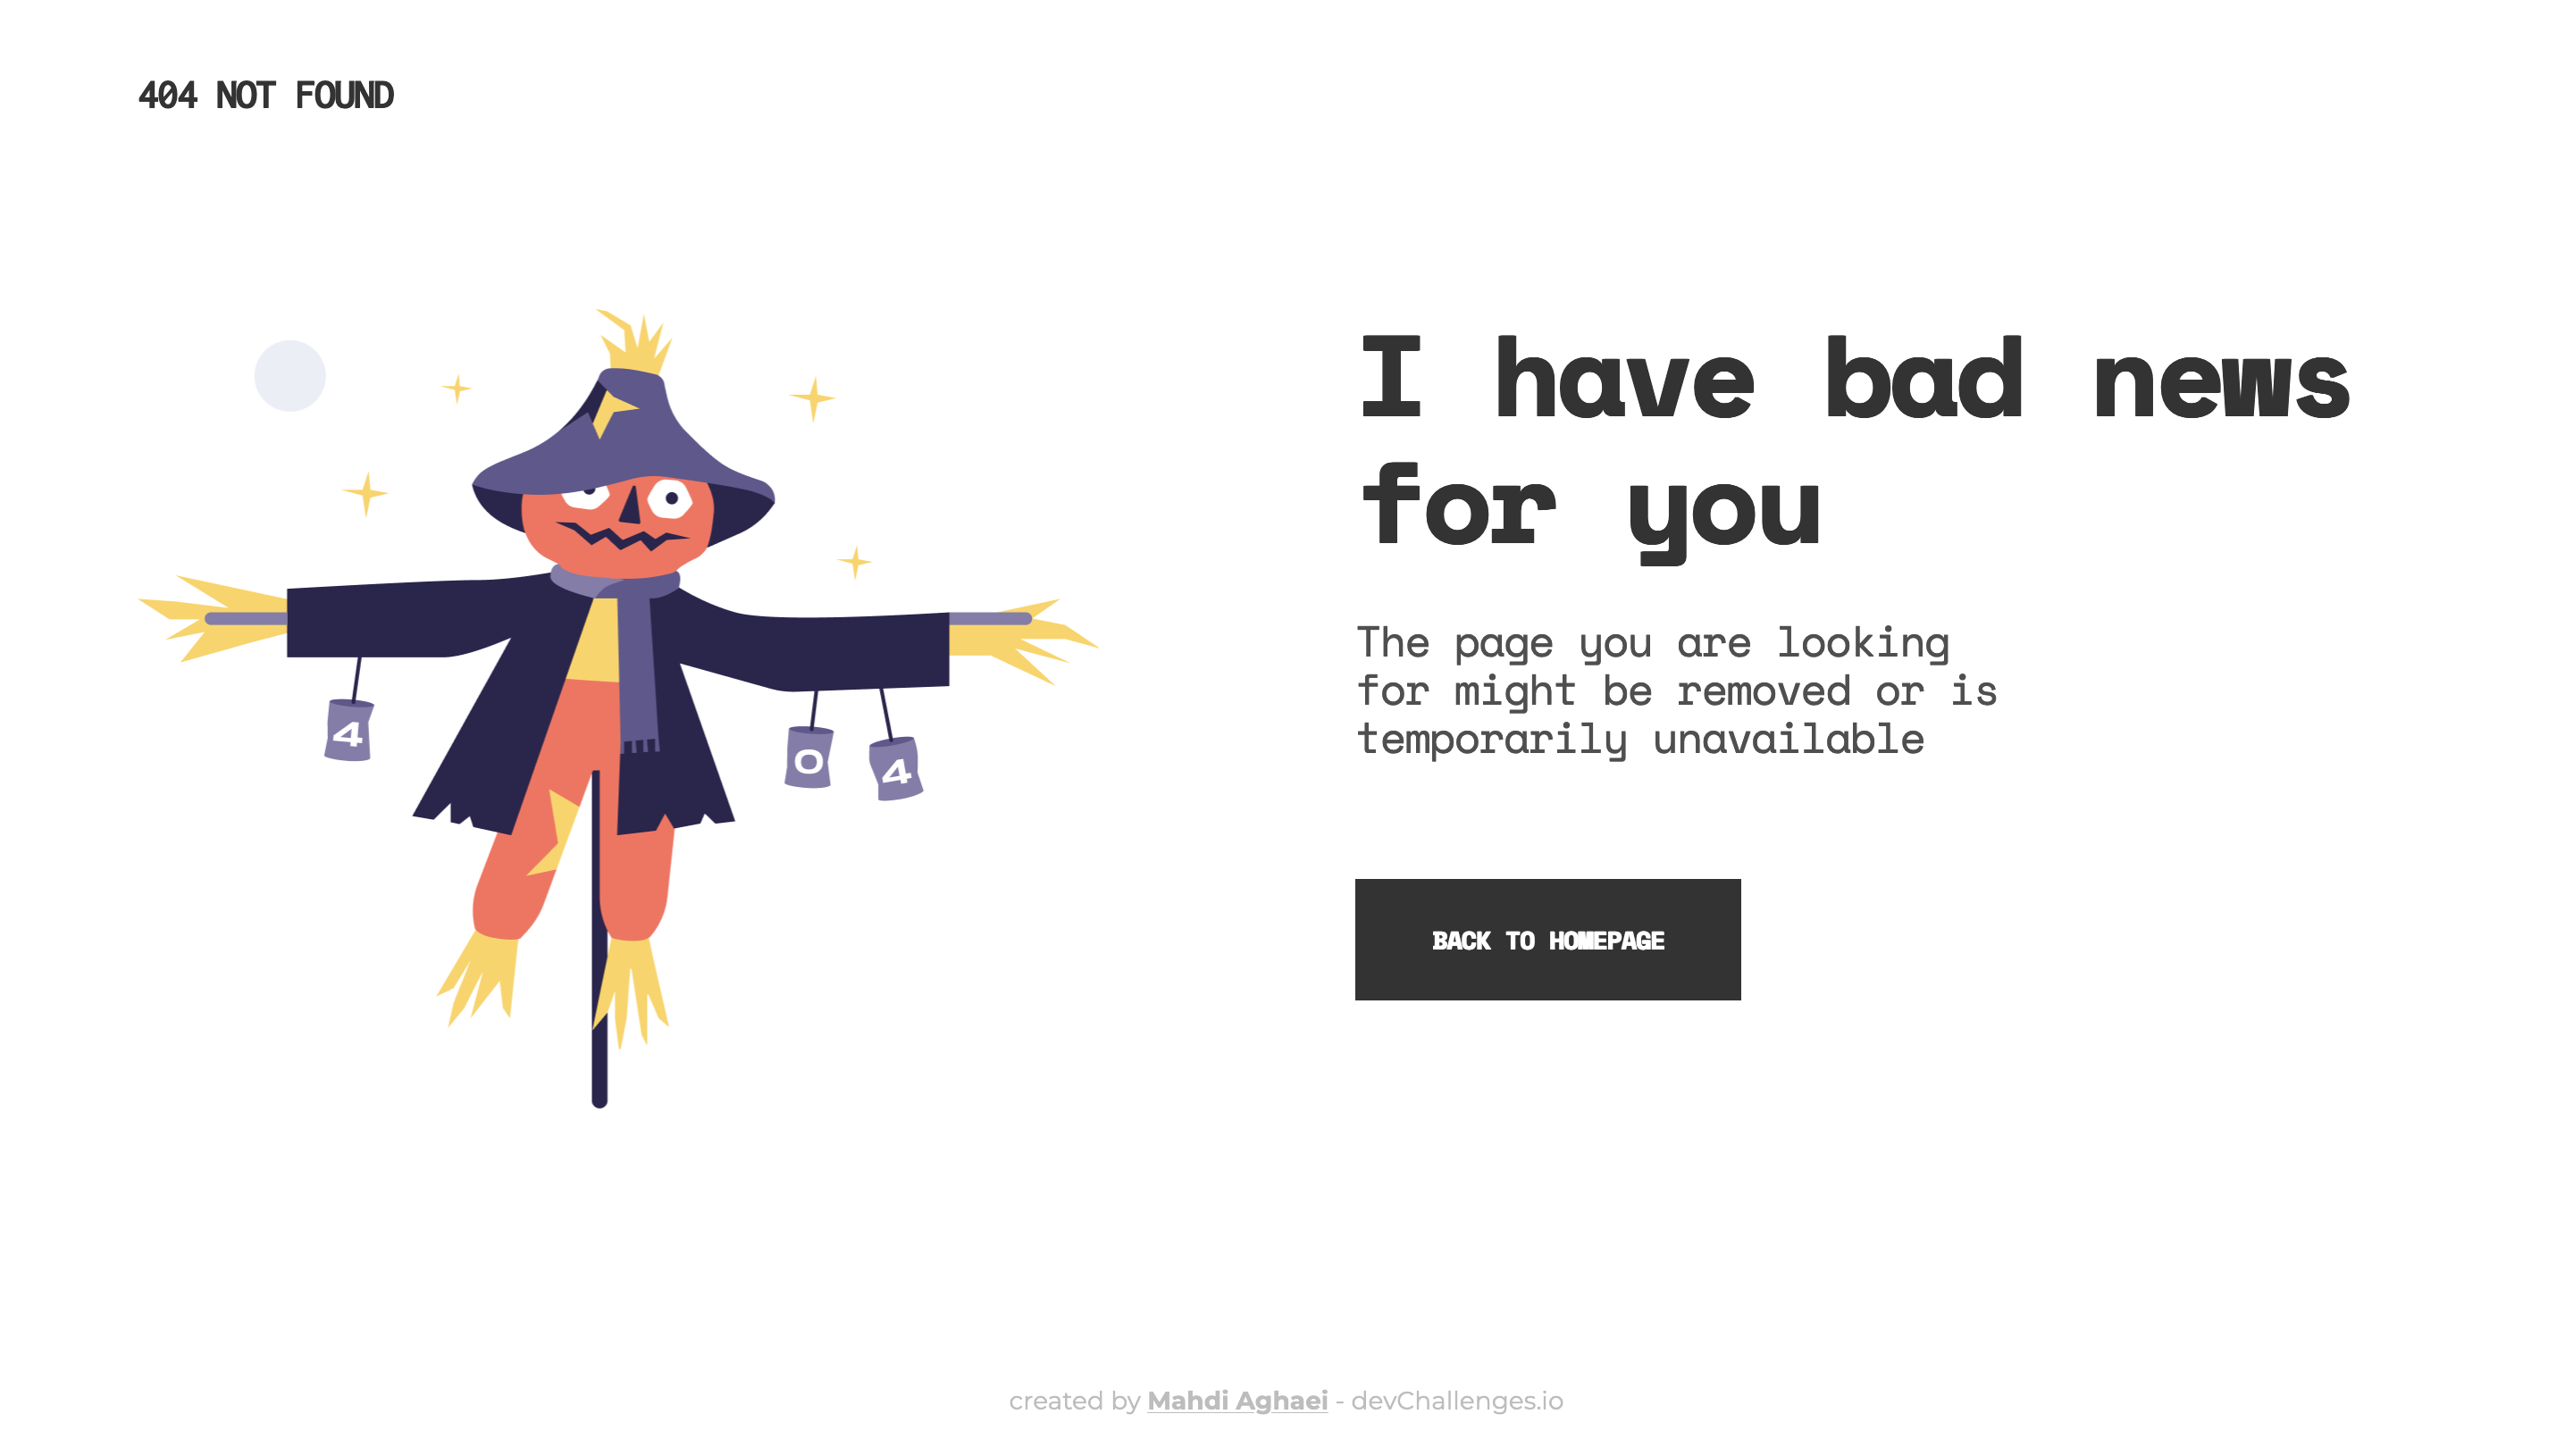 404 NOT FOUND
I have bad news
for you
The page you are looking
for might be removed or is
temporarily unavailable
4
0
4
BACK TO HOMEPAGE
created by Mahdi Aghaei - devChallenges.io